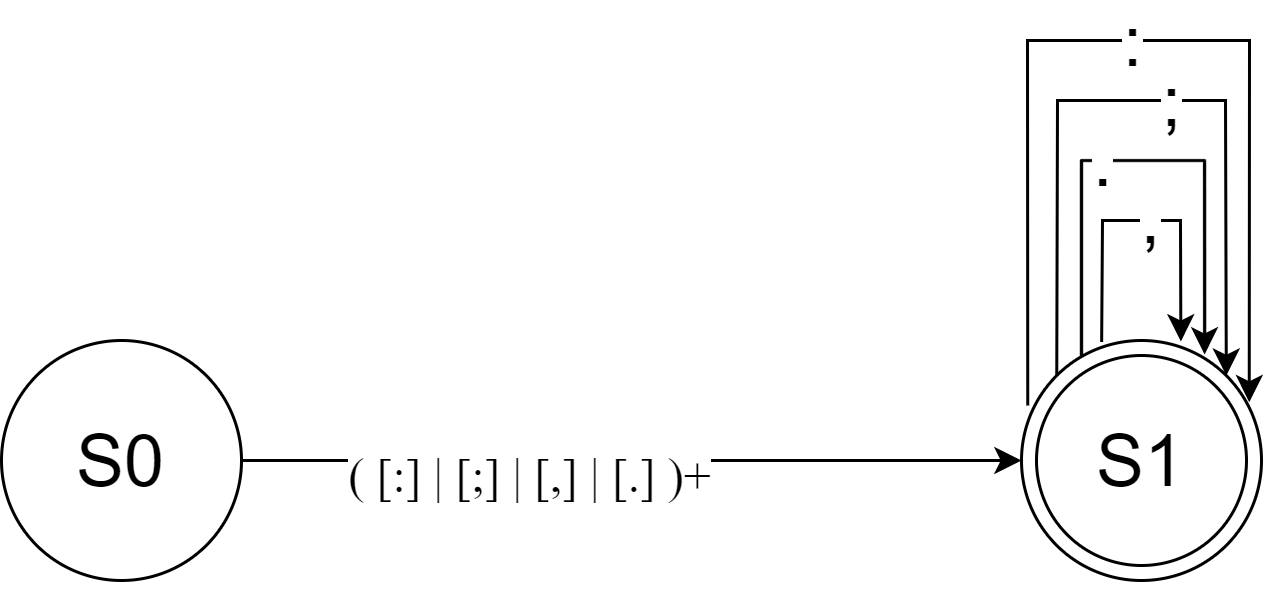 :
;
.
,
S0
( [:] | [;] | [,] | [.] )+
S1